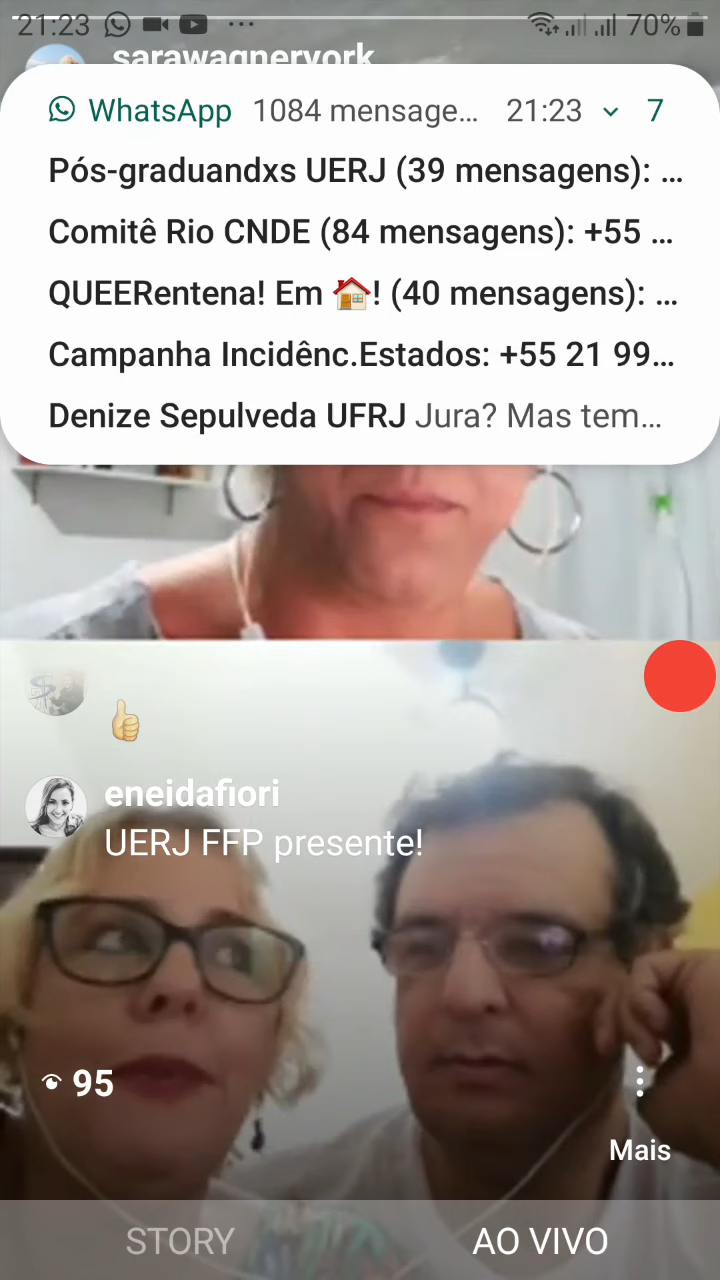 21:23 70%
sarawagneryork
WhatsApp 1084 mensage... 21:23 7
Pós-graduandxs UERJ (39 mensagens): ...
Comitê Rio CNDE (84 mensagens): +55 ...
QUEERentena! Em 🏠! (40 mensagens): ...
Campanha Incidênc.Estados: +55 21 99...
Denize Sepulveda UFRJ Jura? Mas tem...
👍
eneidafiori
UERJ FFP presente!
95
Mais
STORY AO VIVO